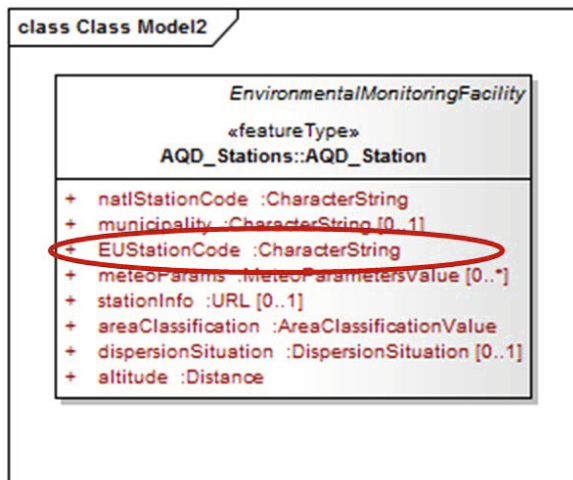 class Class Model2
EnvironmentalMonitoringFacility
«featureType»
AQD_Stations::AQD_Station
+ natlStationCode :CharacterString
+ municipality :CharacterString [0..1]
+ EUStationCode :CharacterString
+ meteoParams :MeteoParametersValue [0..*]
+ stationInfo :URL [0..1]
+ areaClassification :AreaClassificationValue
+ dispersionSituation :DispersionSituation [0..1]
+ altitude :Distance